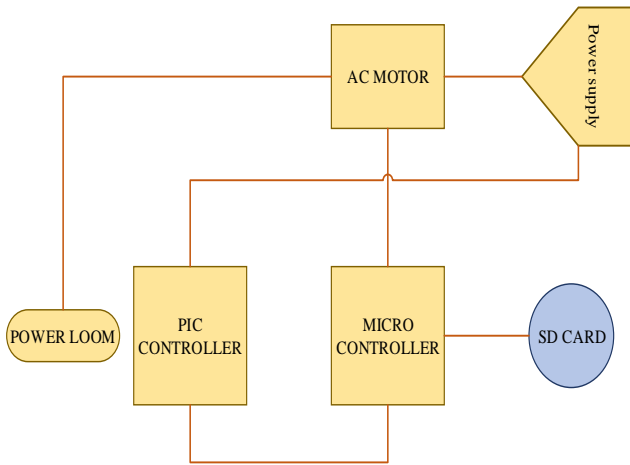 AC MOTOR
Power supply
POWER LOOM
PIC
CONTROLLER
MICRO
CONTROLLER
SD CARD